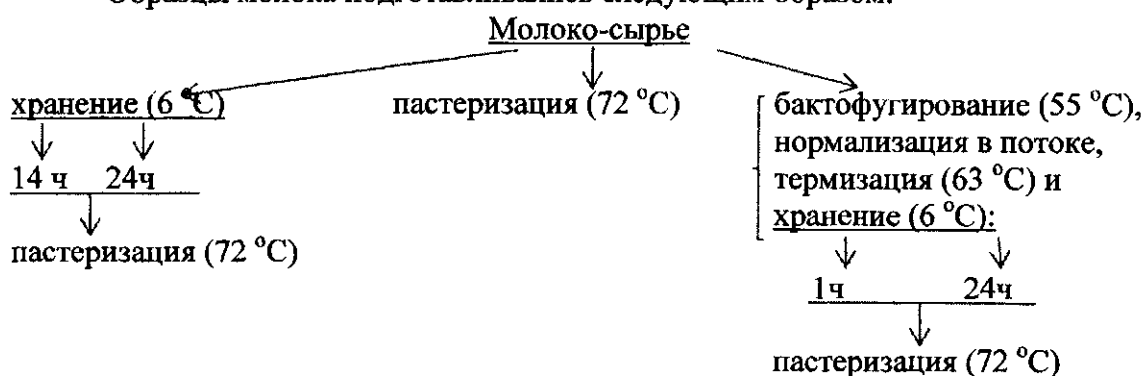 Образцы молока подготавливались следующим образом:
Молоко-сырье
хранение (6 °C)
14 ч 24ч
пастеризация (72 °C)
пастеризация (72 °C)
бактофугирование (55 °C),
нормализация в потоке,
термизация (63 °C) и
хранение (6 °C):
1ч 24ч
пастеризация (72 °C)